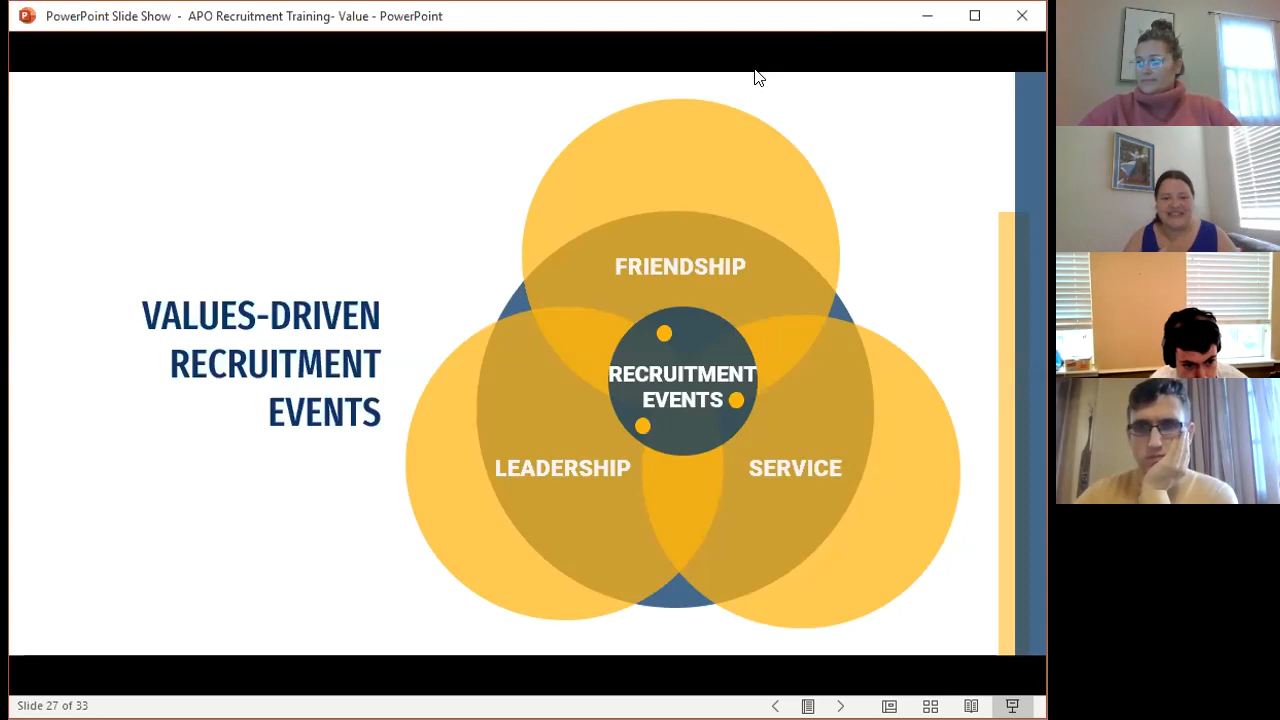 PowerPoint Slide Show - APO Recruitment Training- Value - PowerPoint
VALUES-DRIVEN
RECRUITMENT
EVENTS
FRIENDSHIP
RECRUITMENT
EVENTS
LEADERSHIP
SERVICE
Slide 27 of 33